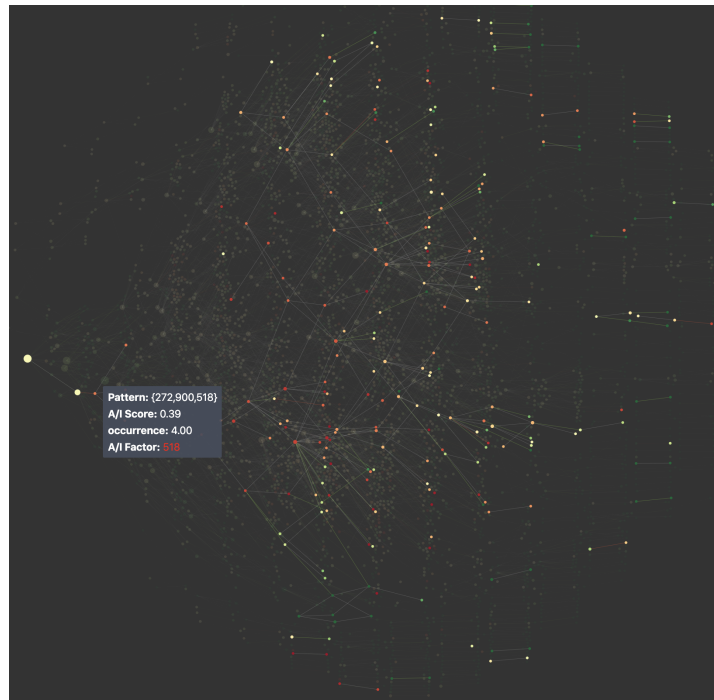 Pattern: {272,900,518}
A/I Score: 0.39
occurrence: 4.00
A/I Factor: 518